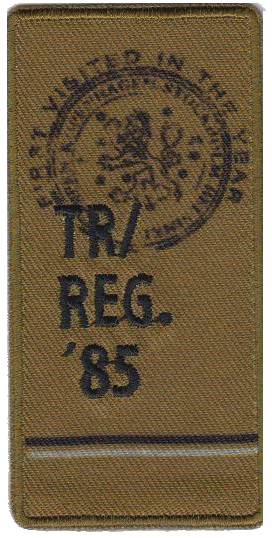 FIRST VISITED IN THE YEAR
TR/
REG.
'85